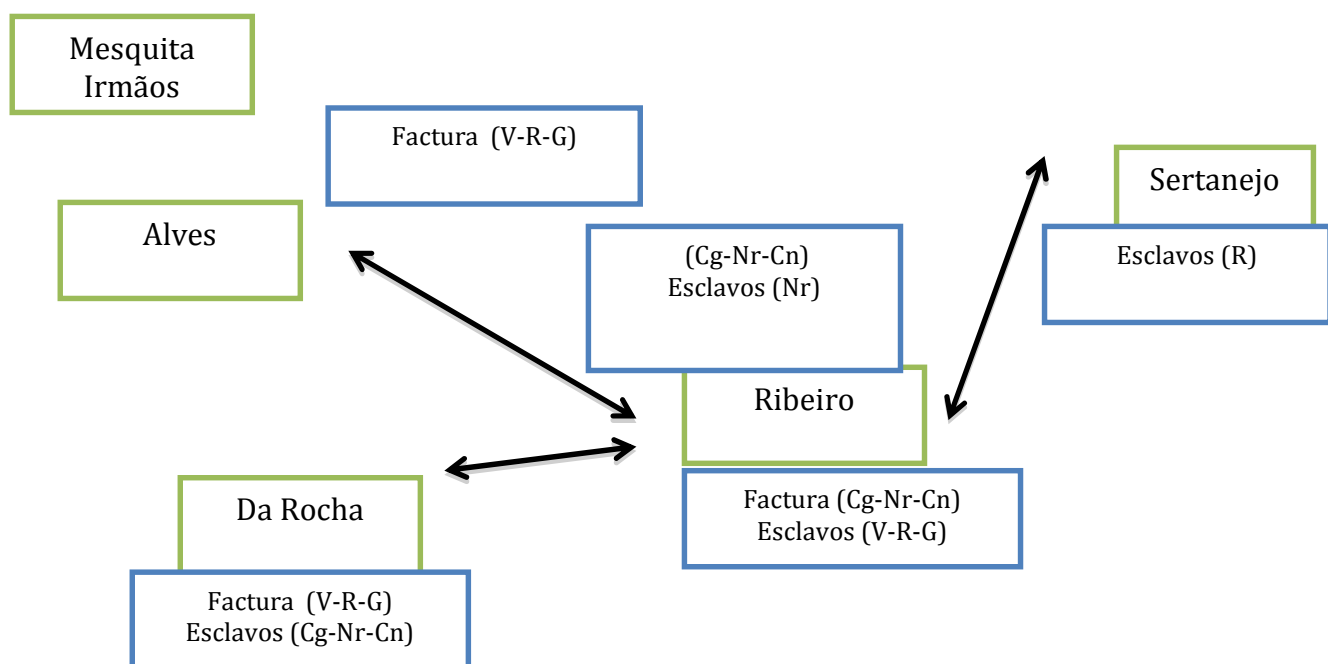 Mesquita
Irmãos
Factura (V-R-G)
Sertanejo
Esclavos (R)
Alves
(Cg-Nr-Cn)
Esclavos (Nr)
Ribeiro
Factura (Cg-Nr-Cn)
Esclavos (V-R-G)
Da Rocha
Factura (V-R-G)
Esclavos (Cg-Nr-Cn)